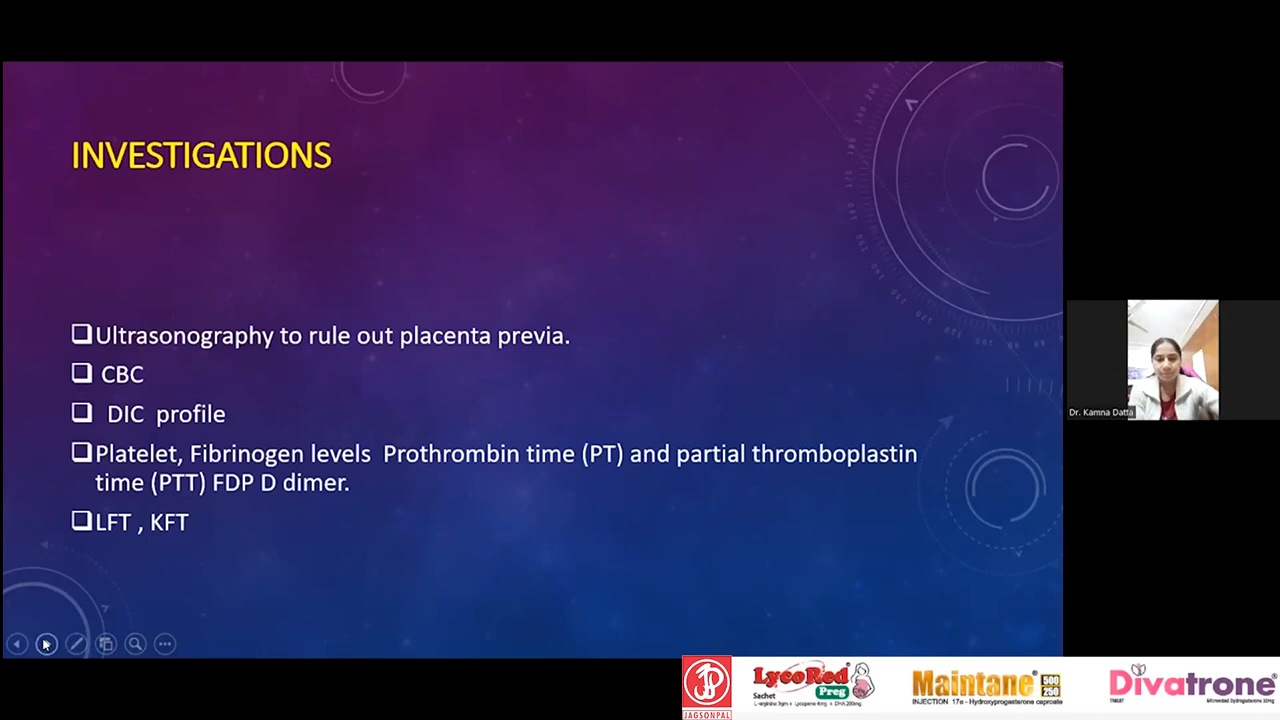 INVESTIGATIONS
Ultrasonography to rule out placenta previa.
CBC
DIC profile
Platelet, Fibrinogen levels Prothrombin time (PT) and partial thromboplastin
time (PTT) FDP D dimer.
LFT , KFT
Dr. Kamna Datta
JAGSONPAL
LycoRed
Preg
Sachet
L-arginine 3gm + Lycopene 4mg + DHA 200mg
Maintane 500
250
INJECTION 17α - Hydroxyprogesterone caproate
Divatrone
TABLET